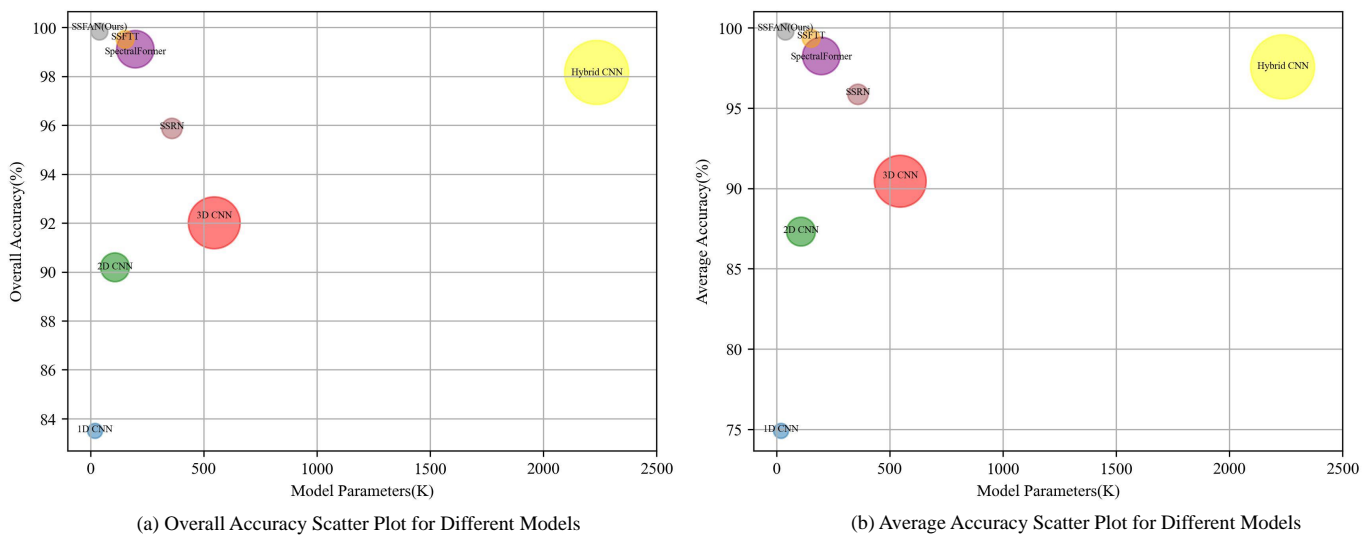 100
98
96
94
92
90
88
86
84
Overall Accuracy(%)
SSFAN(Ours)
SSFTT
SpectralFormer
Hybrid CNN
SSRN
3D CNN
2D CNN
1D CNN
0
500
1000
1500
2000
2500
Model Parameters(K)
(a) Overall Accuracy Scatter Plot for Different Models
100
95
90
85
80
75
Average Accuracy(%)
SSFAN(Ours)
SSFTT
SpectralFormer
Hybrid CNN
SSRN
3D CNN
2D CNN
1D CNN
0
500
1000
1500
2000
2500
Model Parameters(K)
(b) Average Accuracy Scatter Plot for Different Models